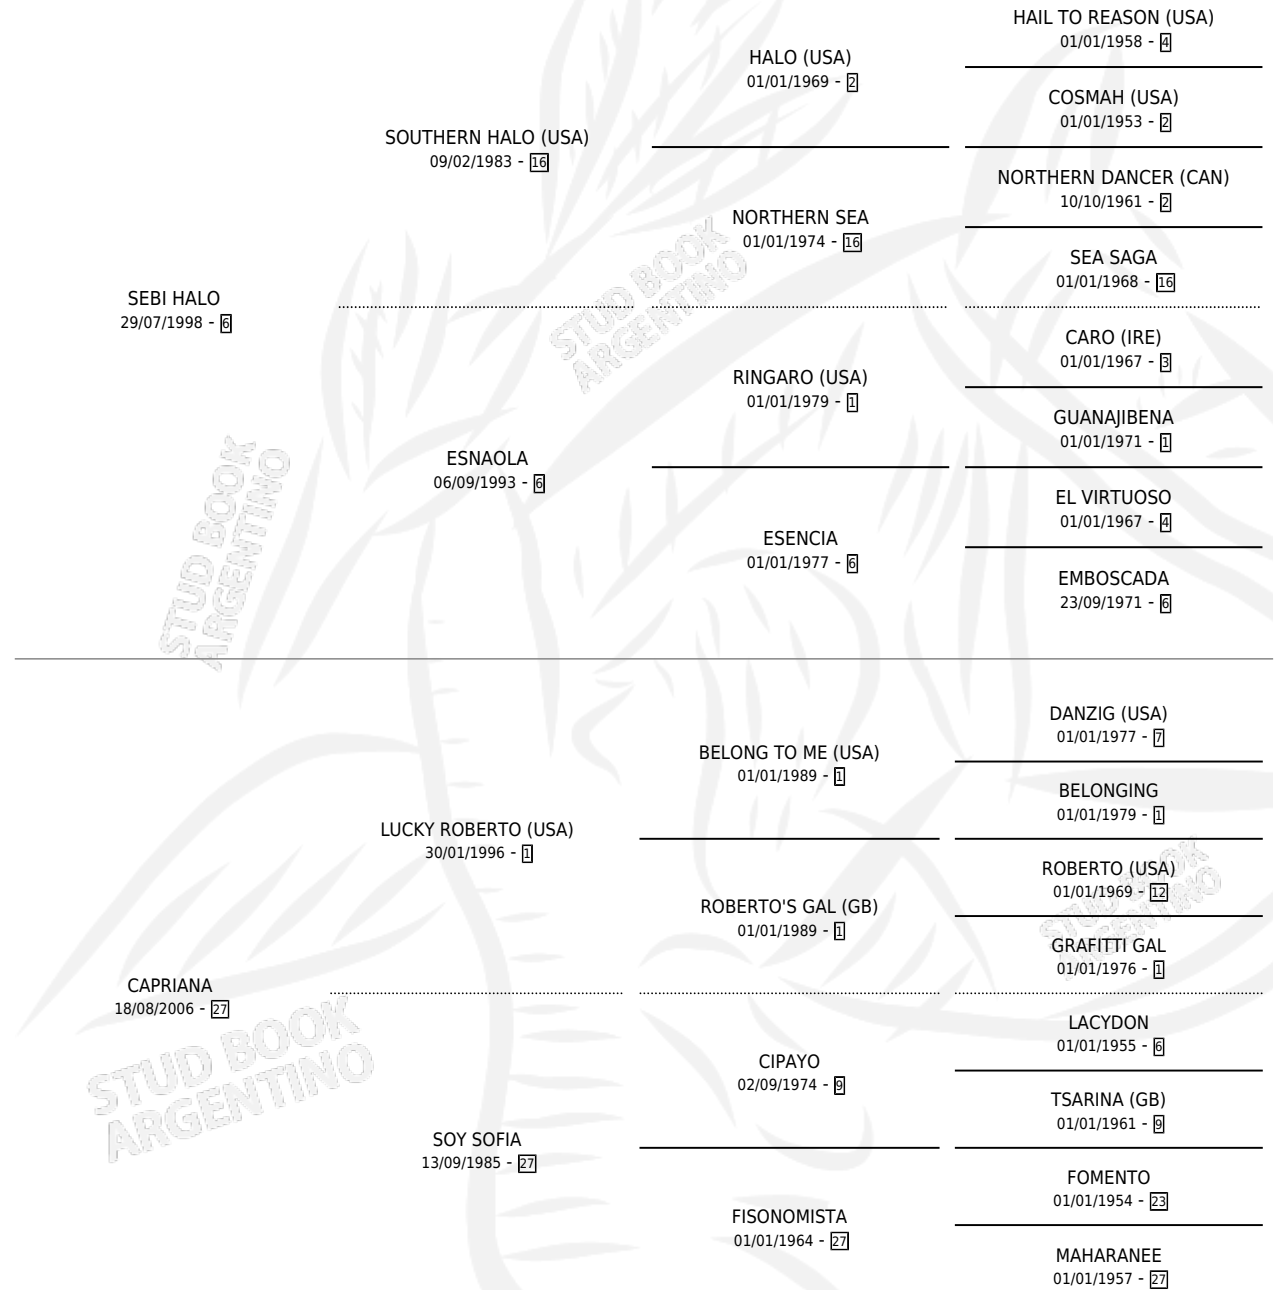 HAIL TO REASON (USA)
01/01/1958 - 4
HALO (USA)
01/01/1969 - 2
COSMAH (USA)
01/01/1953 - 2
SOUTHERN HALO (USA)
09/02/1983 - 16
NORTHERN DANCER (CAN)
10/10/1961 - 2
NORTHERN SEA
01/01/1974 - 16
SEA SAGA
01/01/1968 - 16
SEBI HALO
29/07/1998 - 6
CARO (IRE)
01/01/1967 - 3
RINGARO (USA)
01/01/1979 - 1
GUANAJIBENA
01/01/1971 - 1
ESNAOLA
06/09/1993 - 6
EL VIRTUOSO
01/01/1967 - 4
ESENCIA
01/01/1977 - 6
EMBOSCADA
23/09/1971 - 6
STUD BOOK
ARGENTINO
STUD BOOK
ARGENTINO
DANZIG (USA)
01/01/1977 - 7
BELONG TO ME (USA)
01/01/1989 - 1
BELONGING
01/01/1979 - 1
LUCKY ROBERTO (USA)
30/01/1996 - 1
ROBERTO (USA)
01/01/1969 - 12
ROBERTO'S GAL (GB)
01/01/1989 - 1
GRAFITTI GAL
01/01/1976 - 1
STUD BOOK
ARGENTINO
CAPRIANA
18/08/2006 - 27
LACYDON
01/01/1955 - 6
CIPAYO
02/09/1974 - 9
TSARINA (GB)
01/01/1961 - 9
STUD BOOK
ARGENTINO
SOY SOFIA
13/09/1985 - 27
FOMENTO
01/01/1954 - 23
FISONOMISTA
01/01/1964 - 27
MAHARANEE
01/01/1957 - 27